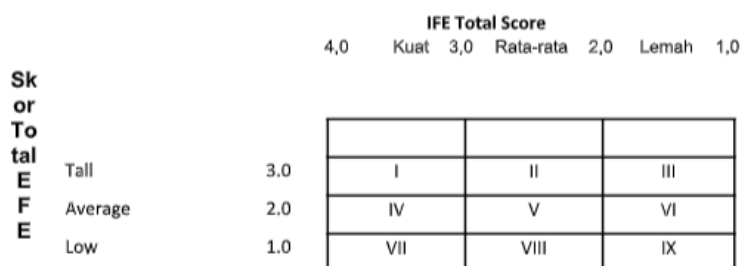 IFE Total Score
4,0 Kuat 3,0 Rata-rata 2,0 Lemah 1,0
Sk
or
To
tal
E
F
E
Tall 3.0 I II III
Average 2.0 IV V VI
Low 1.0 VII VIII IX